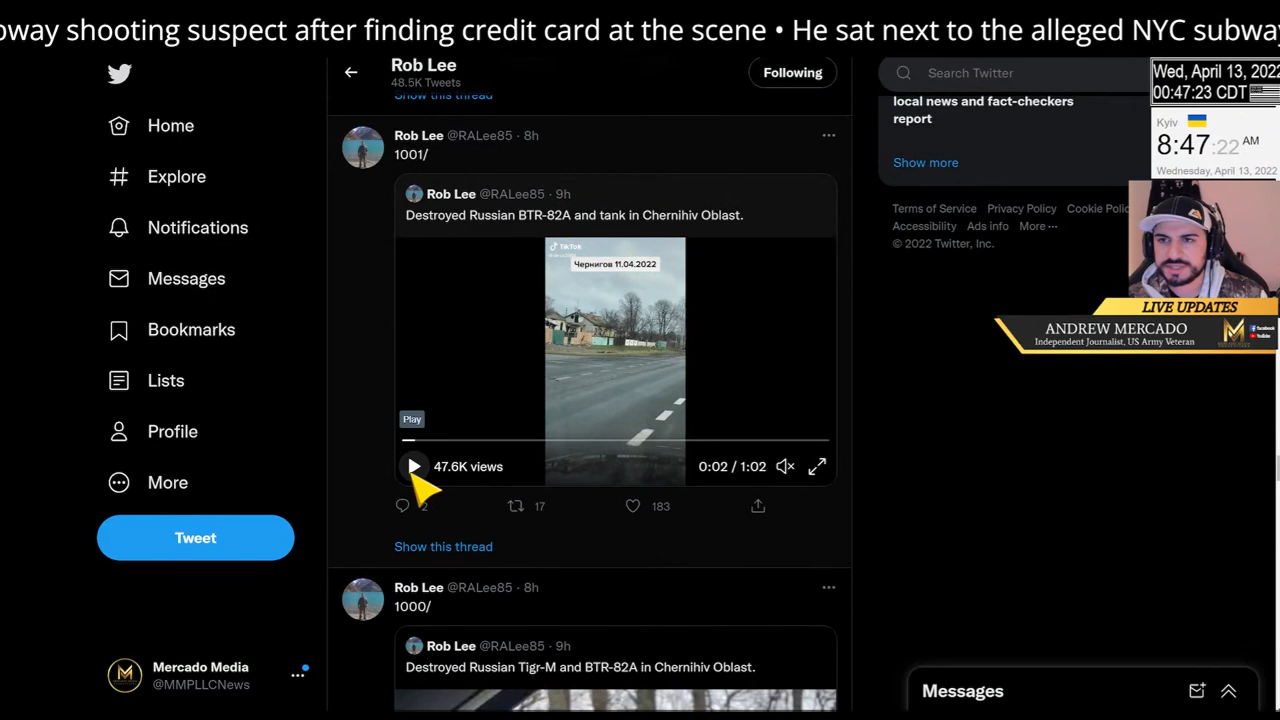 bway shooting suspect after finding credit card at the scene • He sat next to the alleged NYC subwa
Rob Lee
48.5K Tweets
Following
Search Twitter
Wed, April 13, 2022
00:47:23 CDT
Kyiv
8:47:22 AM
Wednesday, April 13, 2022
Home
Explore
Notifications
Messages
Bookmarks
Lists
Profile
More
Tweet
Mercado Media
@MMPLLCNews
Show this thread
Rob Lee @RALee85 · 8h
1001/
Rob Lee @RALee85 · 9h
Destroyed Russian BTR-82A and tank in Chernihiv Oblast.
TikTok
Чернигов 11.04.2022
Play
47.6K views
0:02 / 1:02
2
17
183
Show this thread
Rob Lee @RALee85 · 8h
1000/
Rob Lee @RALee85 · 9h
Destroyed Russian Tigr-M and BTR-82A in Chernihiv Oblast.
local news and fact-checkers
report
Show more
Terms of Service Privacy Policy Cookie Polic
Accessibility Ads info More ···
© 2022 Twitter, Inc.
LIVE UPDATES
ANDREW MERCADO
Independent Journalist, US Army Veteran
facebook
YouTube
Messages